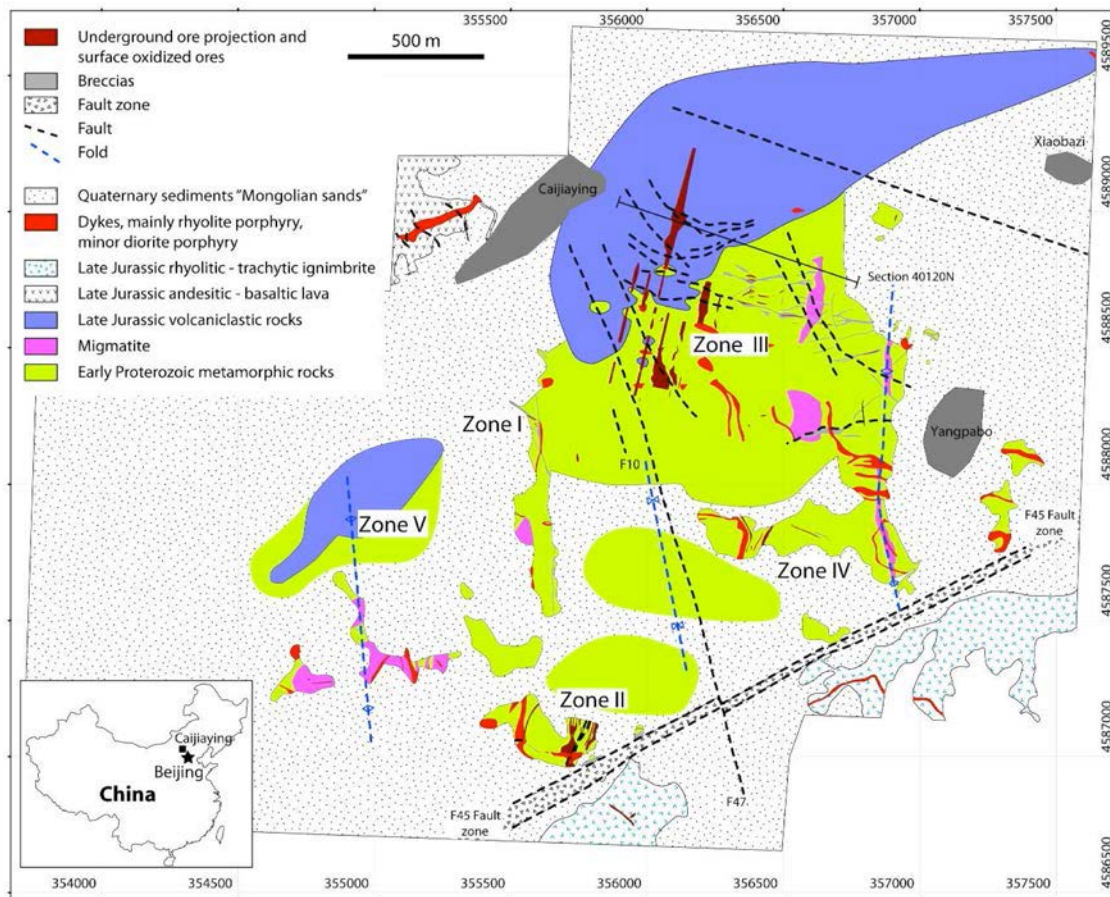 355500
356000
356500
357000
357500
Underground ore projection and
surface oxidized ores
Breccias
Fault zone
Fault
Fold
Quaternary sediments "Mongolian sands"
Dykes, mainly rhyolite porphyry,
minor diorite porphyry
Late Jurassic rhyolitic - trachytic ignimbrite
Late Jurassic andesitic - basaltic lava
Late Jurassic volcaniclastic rocks
Migmatite
Early Proterozoic metamorphic rocks
500 m
4589500
4589000
4588500
4588000
4587500
4587000
4586500
Xiaobazi
Caijiaying
Section 40120N
Zone III
Zone I
Yangpabo
F10
Zone V
F45 Fault
zone
Zone IV
Zone II
F47
F45 Fault
zone
Caijiaying
Beijing
China
354000
354500
355000
355500
356000
356500
357000
357500